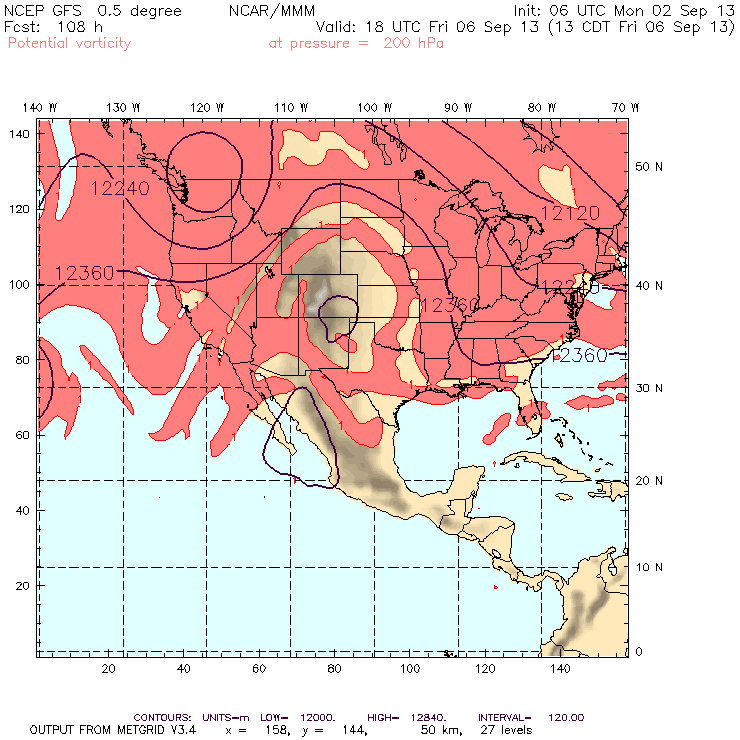 NCEP GFS 0.5 degree NCAR/MMM Init: 06 UTC Mon 02 Sep 13
Fcst: 108 h Valid: 18 UTC Fri 06 Sep 13 (13 CDT Fri 06 Sep 13)
Potential vorticity at pressure = 200 hPa
140 W 130 W 120 W 110 W 100 W 90 W 80 W 70 W
140
50 N
12240
120
12120
12360
100
40 N
12360
12360
80
30 N
60
20 N
40
10 N
20
0
20 40 60 80 100 120 140
CONTOURS: UNITS=m LOW= 12000. HIGH= 12840. INTERVAL= 120.00
OUTPUT FROM METGRID V3.4 x = 158, y = 144, 50 km, 27 levels